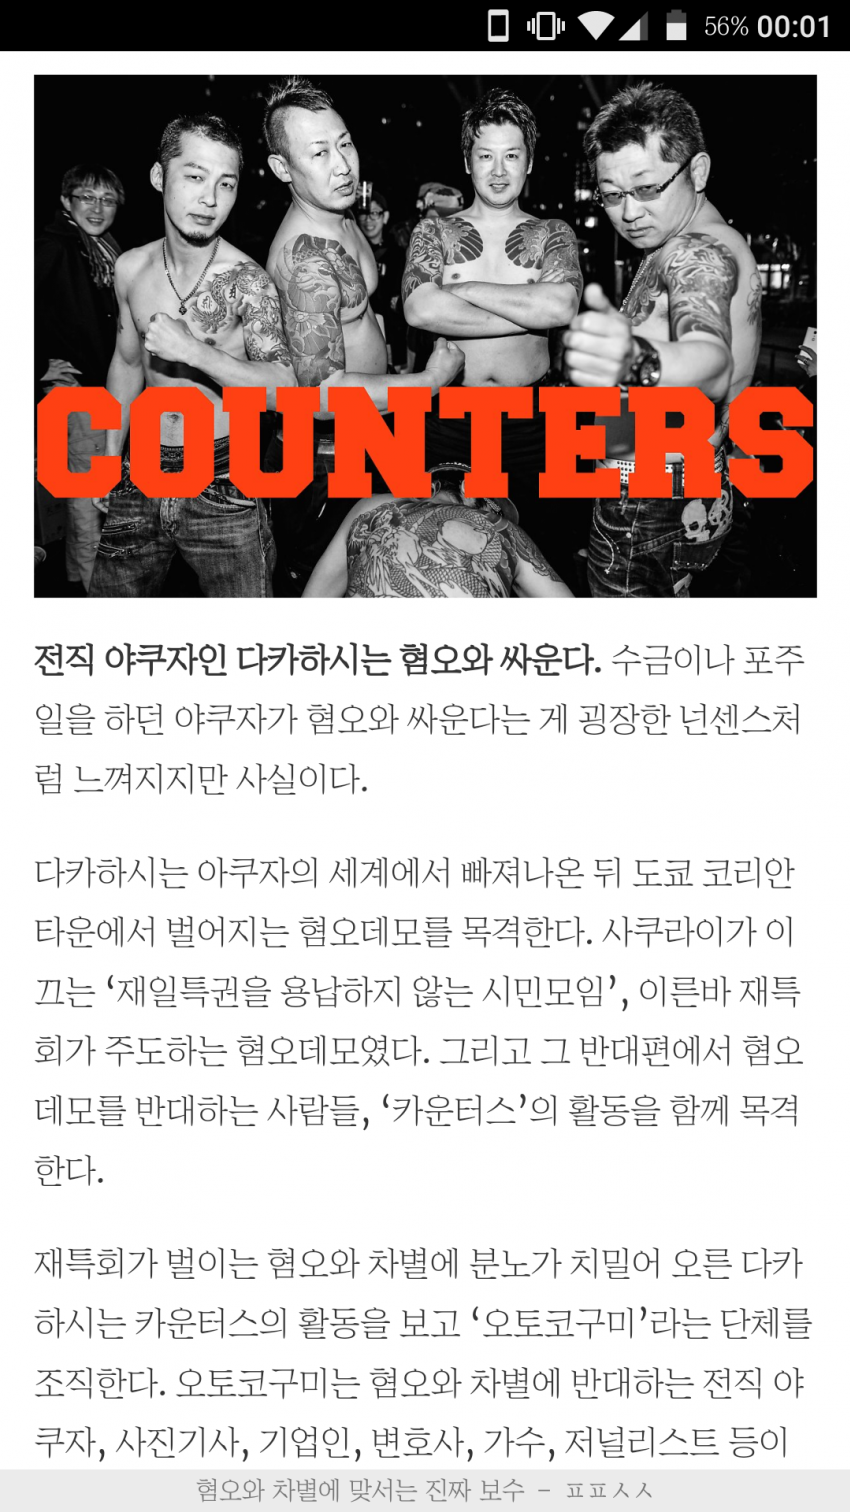 56% 00:01
COUNTERS
전직 야쿠자인 다카하시는 혐오와 싸운다. 수금이나 포주
일을 하던 야쿠자가 혐오와 싸운다는 게 굉장한 넌센스처
럼 느껴지지만 사실이다.
다카하시는 야쿠자의 세계에서 빠져나온 뒤 도쿄 코리안
타운에서 벌어지는 혐오데모를 목격한다. 사쿠라이가 이
끄는 ‘재일특권을 용납하지 않는 시민모임’, 이른바 재특
회가 주도하는 혐오데모였다. 그리고 그 반대편에서 혐오
데모를 반대하는 사람들, ‘카운터스’의 활동을 함께 목격
한다.
재특회가 벌이는 혐오와 차별에 분노가 치밀어 오른 다카
하시는 카운터스의 활동을 보고 ‘오토코구미’라는 단체를
조직한다. 오토코구미는 혐오와 차별에 반대하는 전직 야
쿠자, 사진기사, 기업인, 변호사, 가수, 저널리스트 등이
혐오와 차별에 맞서는 진짜 보수 – ㅍㅍㅅㅅ